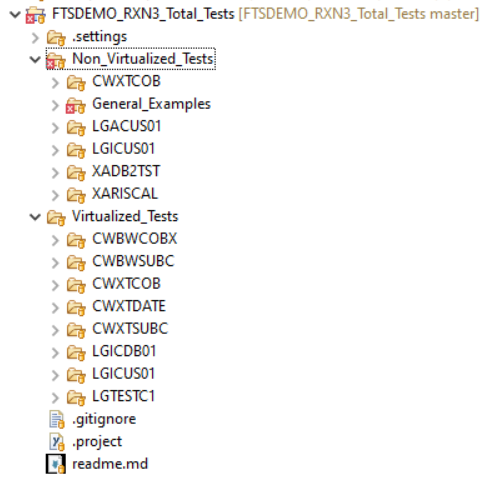 FTSDEMO_RXN3_Total_Tests [FTSDEMO_RXN3_Total_Tests master]
.settings
Non_Virtualized_Tests
CWXTCOB
General_Examples
LGACUS01
LGICUS01
XADB2TST
XARISCAL
Virtualized_Tests
CWBWCOBX
CWBWSUBC
CWXTCOB
CWXTDATE
CWXTSUBC
LGICDB01
LGICUS01
LGTESTC1
.gitignore
.project
readme.md